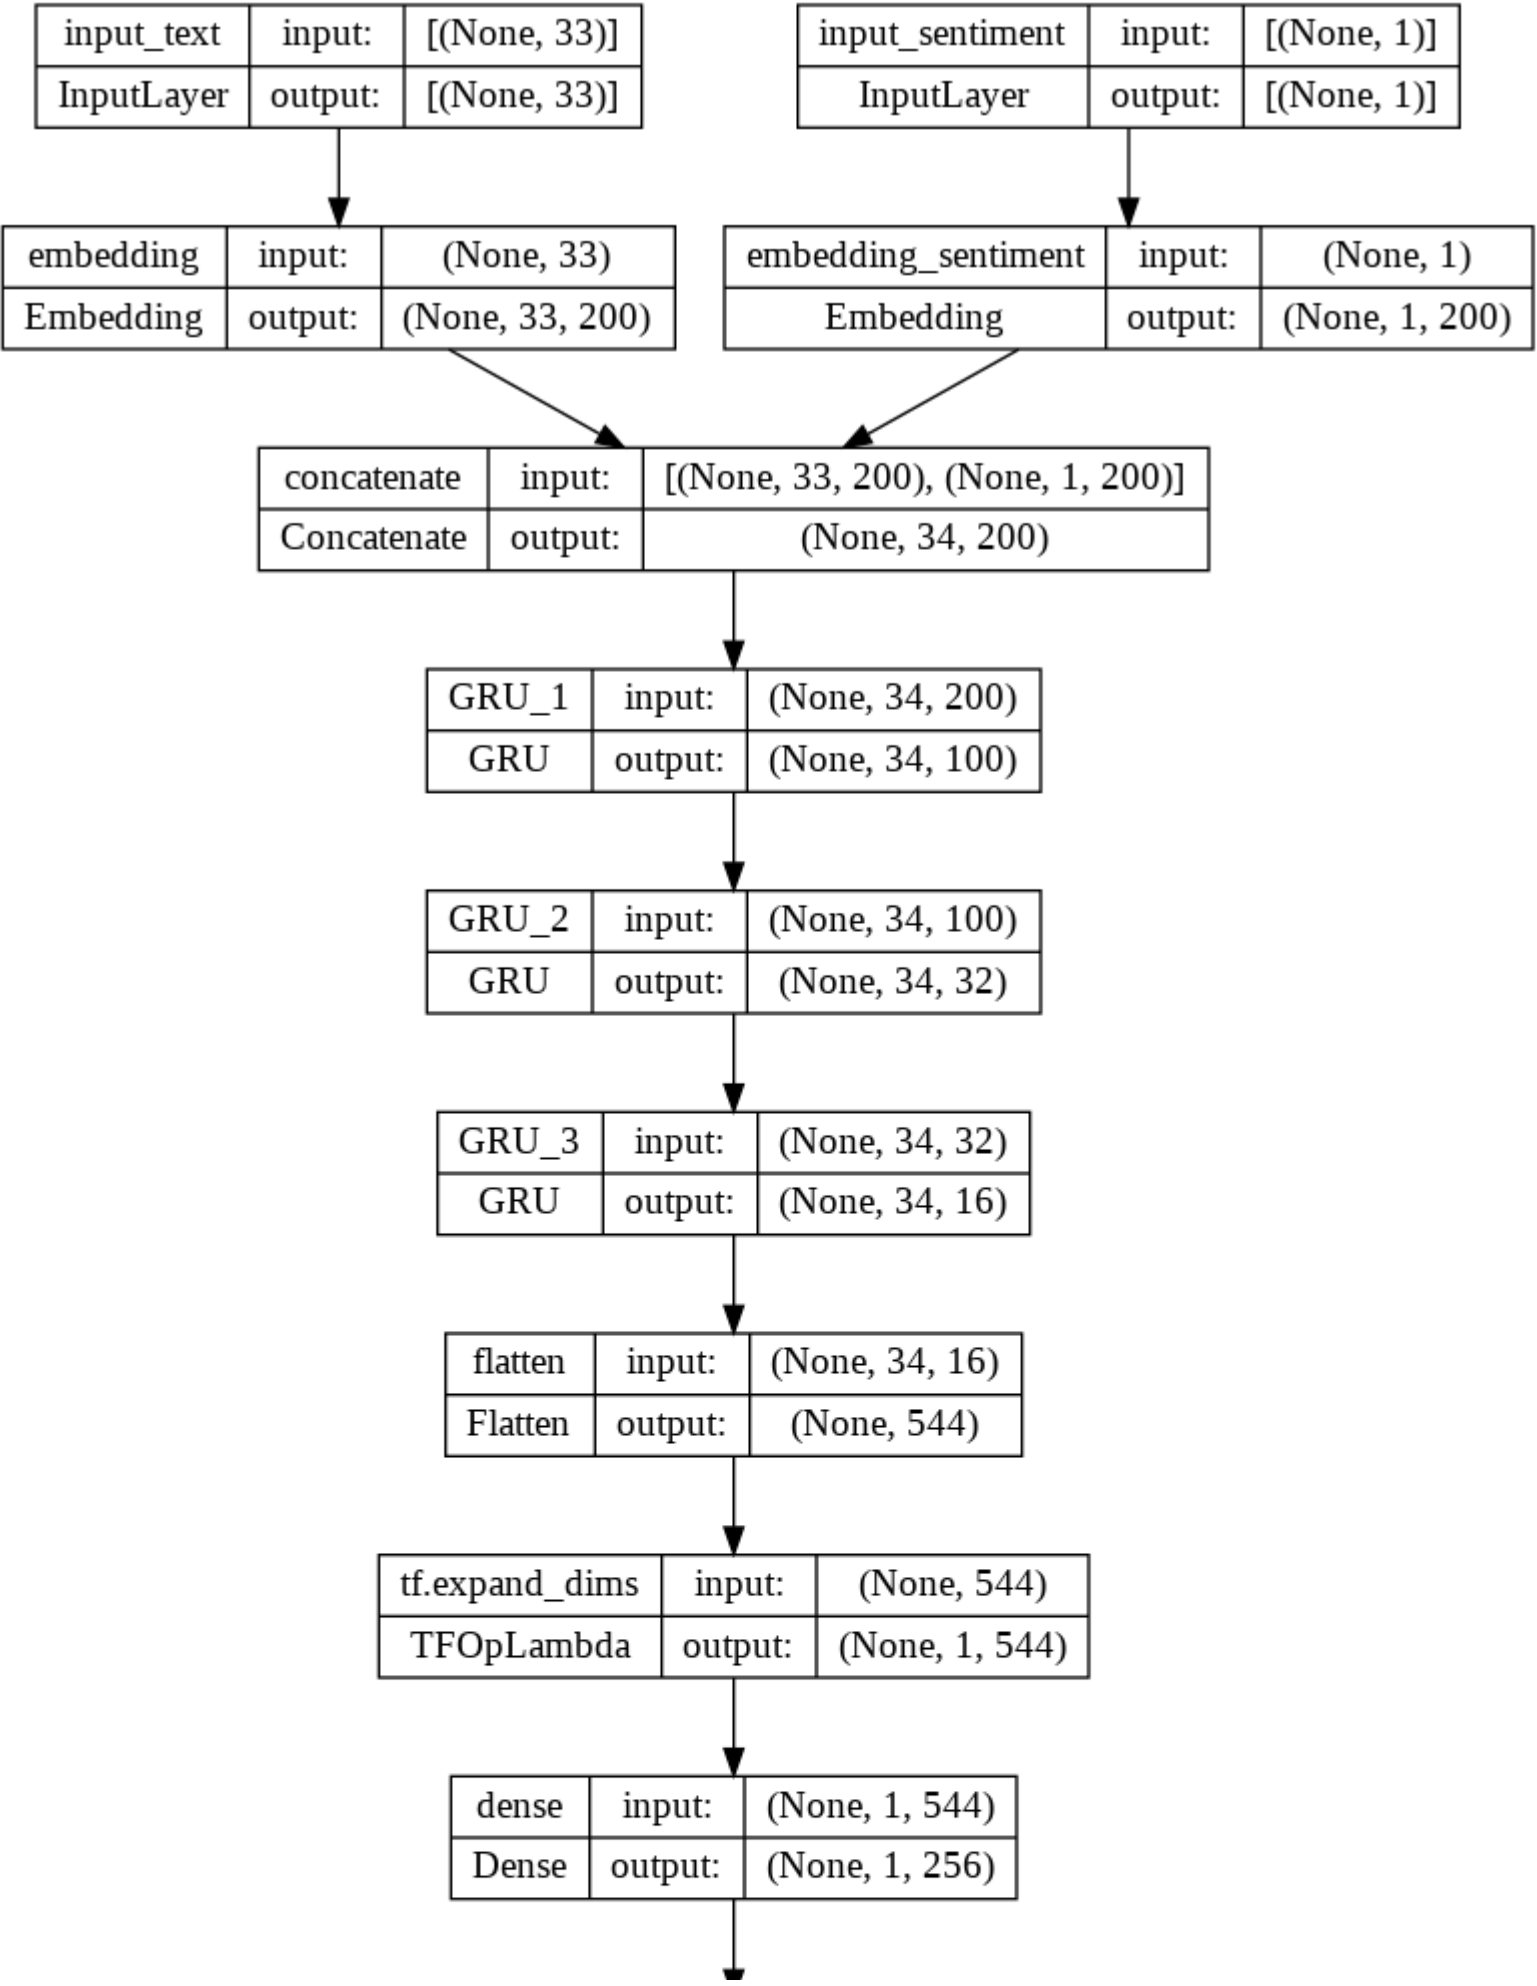 input_text input: [(None, 33)]
InputLayer output: [(None, 33)]
input_sentiment input: [(None, 1)]
InputLayer output: [(None, 1)]
embedding input: (None, 33)
Embedding output: (None, 33, 200)
embedding_sentiment input: (None, 1)
Embedding output: (None, 1, 200)
concatenate input: [(None, 33, 200), (None, 1, 200)]
Concatenate output: (None, 34, 200)
GRU_1 input: (None, 34, 200)
GRU output: (None, 34, 100)
GRU_2 input: (None, 34, 100)
GRU output: (None, 34, 32)
GRU_3 input: (None, 34, 32)
GRU output: (None, 34, 16)
flatten input: (None, 34, 16)
Flatten output: (None, 544)
tf.expand_dims input: (None, 544)
TFOpLambda output: (None, 1, 544)
dense input: (None, 1, 544)
Dense output: (None, 1, 256)